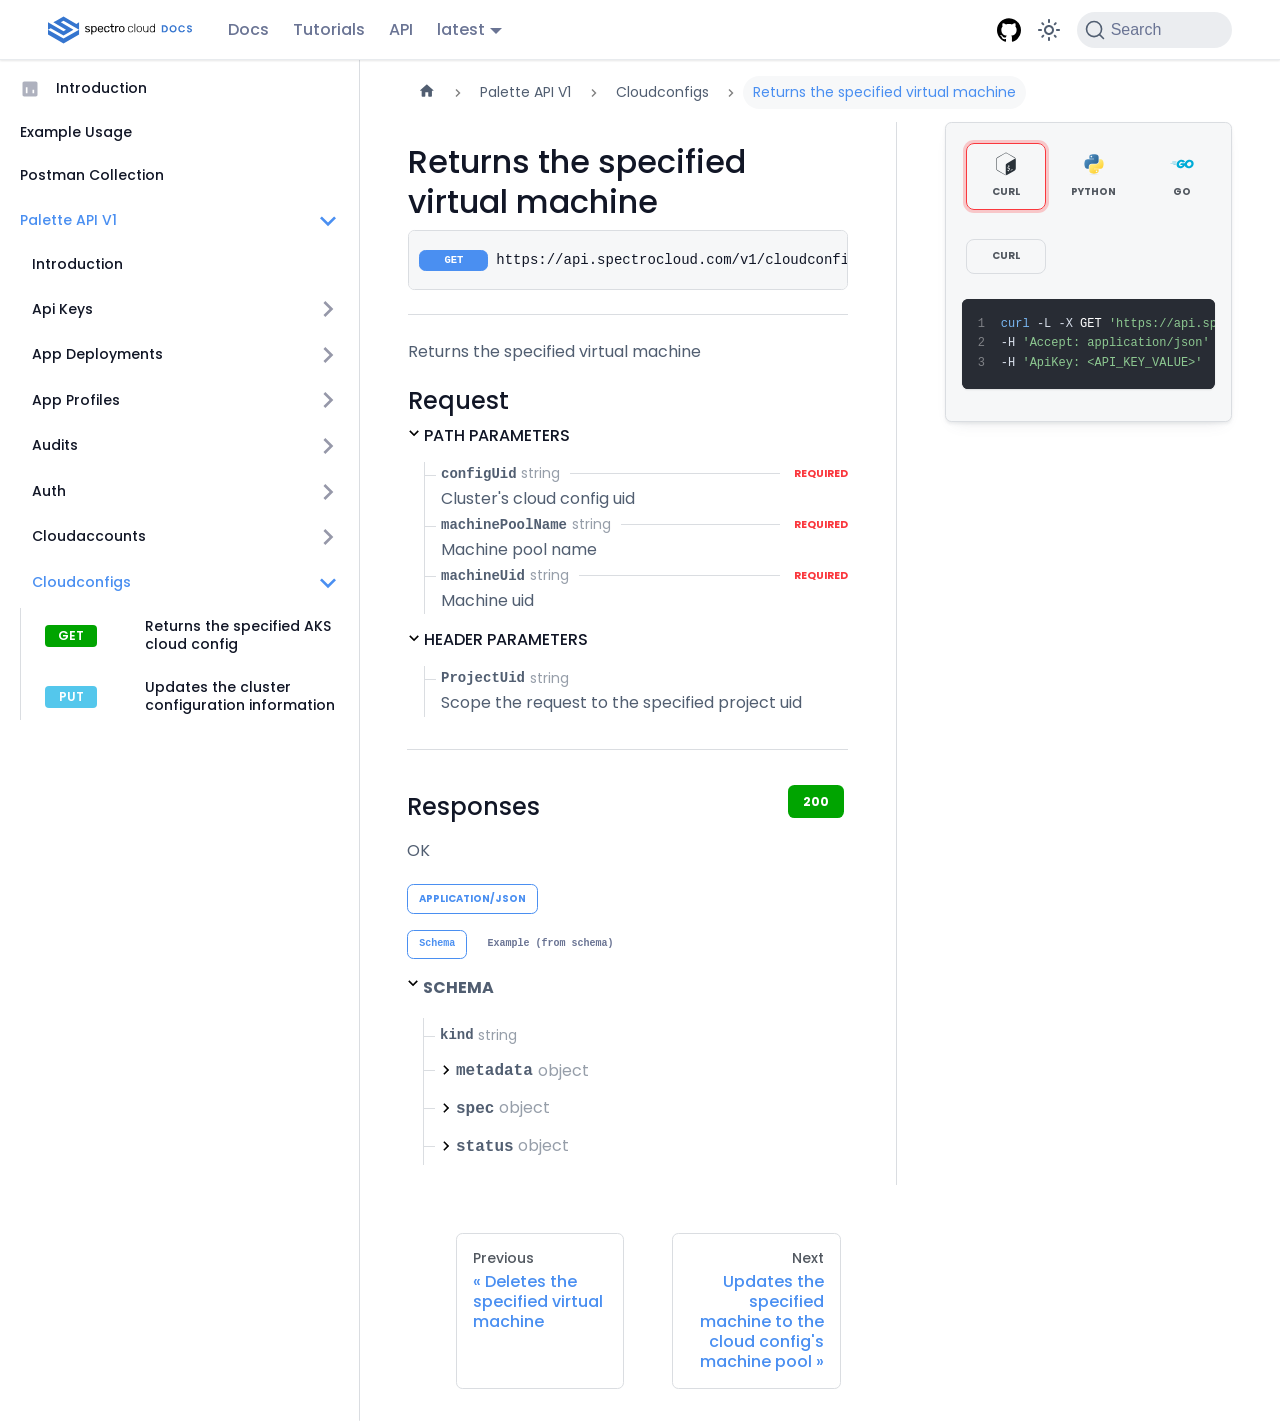 spectro cloud DOCS
Docs
Tutorials
API
latest
Search
Introduction
Example Usage
Postman Collection
Palette API V1
Introduction
Api Keys
App Deployments
App Profiles
Audits
Auth
Cloudaccounts
Cloudconfigs
GET
Returns the specified AKS
cloud config
PUT
Updates the cluster
configuration information
Palette API V1
Cloudconfigs
Returns the specified virtual machine
Returns the specified
virtual machine
GET https://api.spectrocloud.com/v1/cloudconfi
Returns the specified virtual machine
Request
PATH PARAMETERS
configUid string REQUIRED
Cluster's cloud config uid
machinePoolName string REQUIRED
Machine pool name
machineUid string REQUIRED
Machine uid
HEADER PARAMETERS
ProjectUid string
Scope the request to the specified project uid
Responses
200
OK
APPLICATION/JSON
Schema
Example (from schema)
SCHEMA
kind string
metadata object
spec object
status object
CURL
PYTHON
GO
CURL
1 curl -L -X GET 'https://api.sp
2 -H 'Accept: application/json'
3 -H 'ApiKey: <API_KEY_VALUE>'
Previous
« Deletes the
specified virtual
machine
Next
Updates the
specified
machine to the
cloud config's
machine pool »